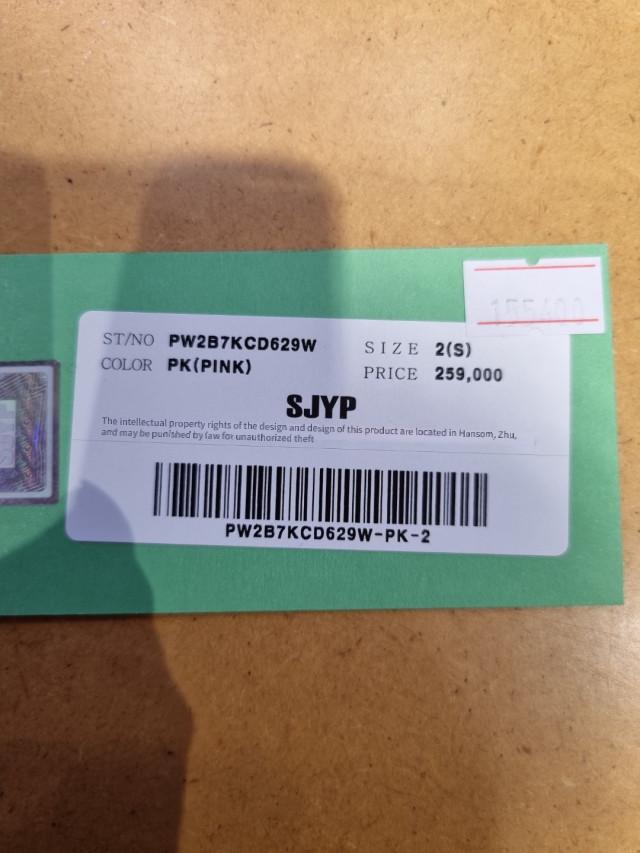 155400
ST/NO PW2B7KCD629W SIZE 2(S)
COLOR PK(PINK) PRICE 259,000
SJYP
The intellectual property rights of the design and design of this product are located in Hansom, Zhu,
and may be punished by law for unauthorized theft
PW2B7KCD629W-PK-2